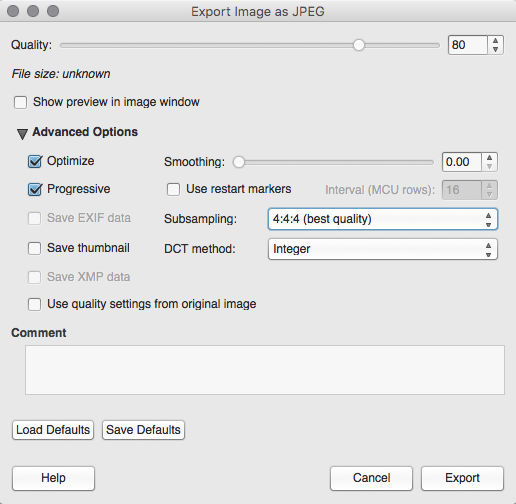 Export Image as JPEG
Quality: 80
File size: unknown
Show preview in image window
Advanced Options
Optimize Smoothing: 0.00
Progressive Use restart markers Interval (MCU rows): 16
Save EXIF data Subsampling: 4:4:4 (best quality)
Save thumbnail DCT method: Integer
Save XMP data
Use quality settings from original image
Comment
Load Defaults Save Defaults
Help Cancel Export